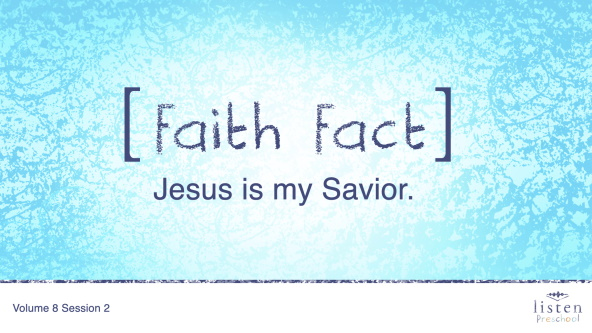 [Faith Fact]
Jesus is my Savior.
Volume 8 Session 2
listen
Preschool